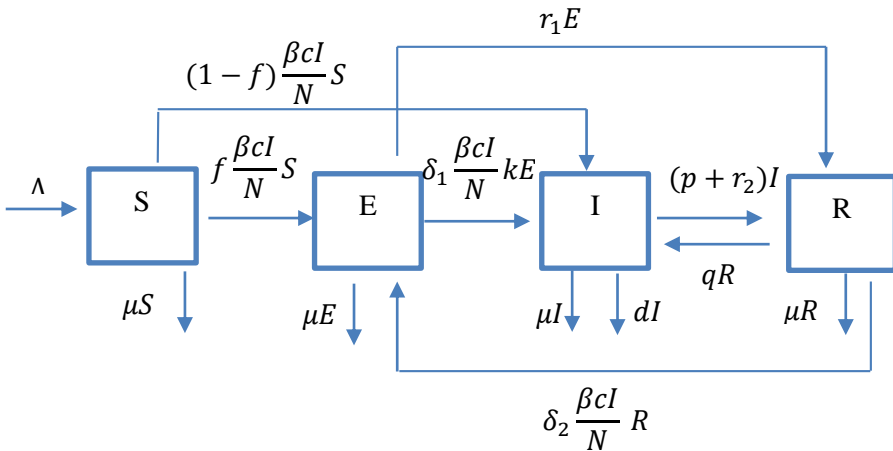 r₁E
(1 − f) βcI/N S
∧
S
f βcI/N S
E
δ₁ βcI/N kE
I
(p + r₂)I
R
qR
μS
μE
μI
dI
μR
δ₂ βcI/N R